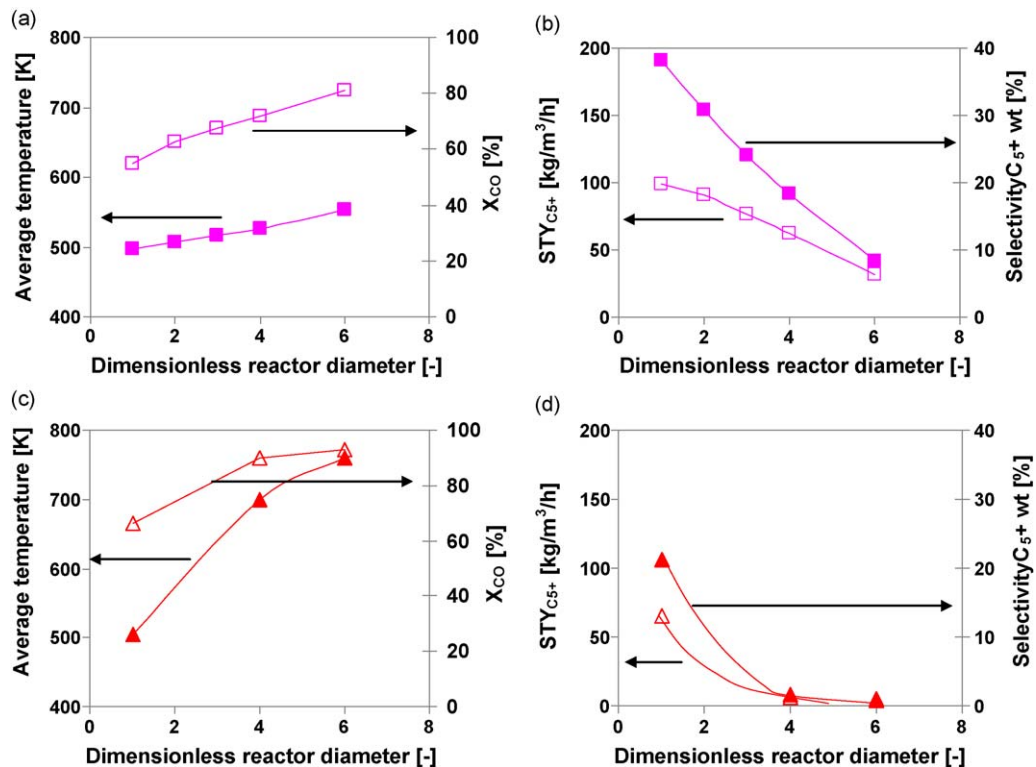 (a)
800
700
600
500
400
Average temperature [K]
100
80
60
40
20
0
X_CO [%]
0 2 4 6 8
Dimensionless reactor diameter [-]
(b)
200
150
100
50
0
STY_C5+ [kg/m³/h]
40
30
20
10
0
SelectivityC₅+ wt [%]
0 2 4 6 8
Dimensionless reactor diameter [-]
(c)
800
700
600
500
400
Average temperature [K]
100
80
60
40
20
0
X_CO [%]
0 2 4 6 8
Dimensionless reactor diameter [-]
(d)
200
150
100
50
0
STY_C5+ [kg/m³/h]
40
30
20
10
0
SelectivityC₅+ wt [%]
0 2 4 6 8
Dimensionless reactor diameter [-]